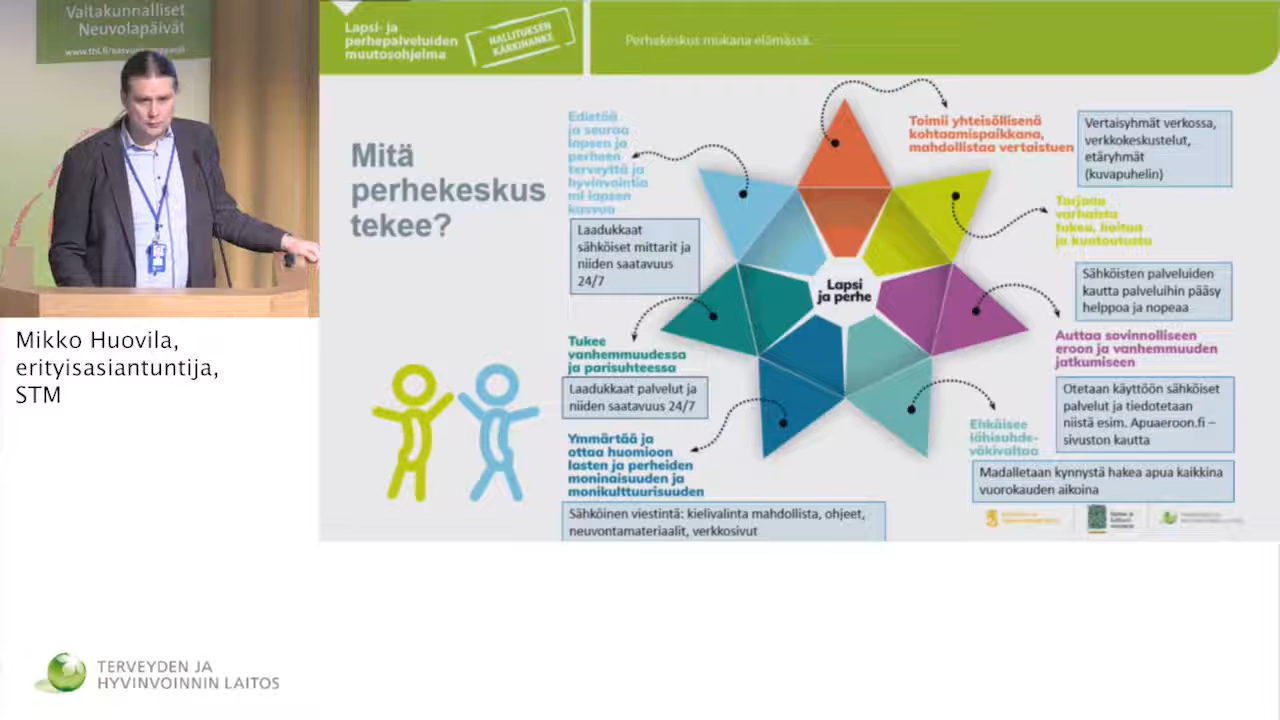 Valtakunnalliset
Neuvolapäivät
Mikko Huovila,
erityisasiantuntija,
STM
TERVEYDEN JA
HYVINVOINNIN LAITOS
Lapsi- ja
perhepalveluiden
muutosohjelma
HALLITUKSEN
KÄRKIHANKE
Perhekeskus mukana elämässä.
Mitä
perhekeskus
tekee?
Edistää
ja seuraa
lapsen ja
perheen
terveyttä ja
hyvinvointia
lapsen
kasvua
Laadukkaat
sähköiset mittarit ja
niiden saatavuus
24/7
Tukee
vanhemmuudessa
ja parisuhteessa
Laadukkaat palvelut ja
niiden saatavuus 24/7
Ymmärtää ja
ottaa huomioon
lasten ja perheiden
moninaisuuden ja
monikulttuurisuuden
Sähköinen viestintä: kielivalinta mahdollista, ohjeet,
neuvontamateriaalit, verkkosivut
Lapsi
ja perhe
Toimii yhteisöllisenä
kohtaamispaikkana,
mahdollistaa vertaistuen
Vertaisyhmät verkossa,
verkkokeskustelut,
etäryhmät
(kuvapuhelin)
Tarjoaa
varhaista
tukea, hoitoa
ja kuntoutusta
Sähköisten palveluiden
kautta palveluihin pääsy
helppoa ja nopeaa
Auttaa sovinnolliseen
eroon ja vanhemmuuden
jatkumiseen
Otetaan käyttöön sähköiset
palvelut ja tiedotetaan
niistä esim. Apuaeroon.fi –
sivuston kautta
Ehkäisee
lähisuhde-
väkivaltaa
Madalletaan kynnystä hakea apua kaikkina
vuorokauden aikoina